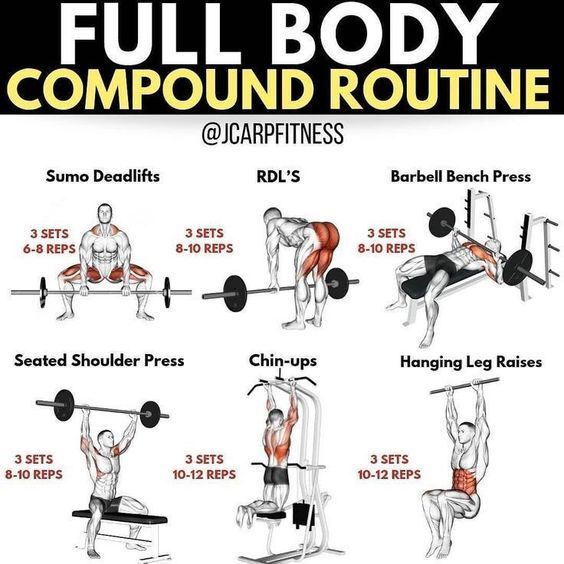 FULL BODY
COMPOUND ROUTINE
@JCARPFITNESS
Sumo Deadlifts
3 SETS
6-8 REPS
RDL'S
3 SETS
8-10 REPS
Barbell Bench Press
3 SETS
8-10 REPS
Seated Shoulder Press
3 SETS
8-10 REPS
Chin-ups
3 SETS
10-12 REPS
Hanging Leg Raises
3 SETS
10-12 REPS